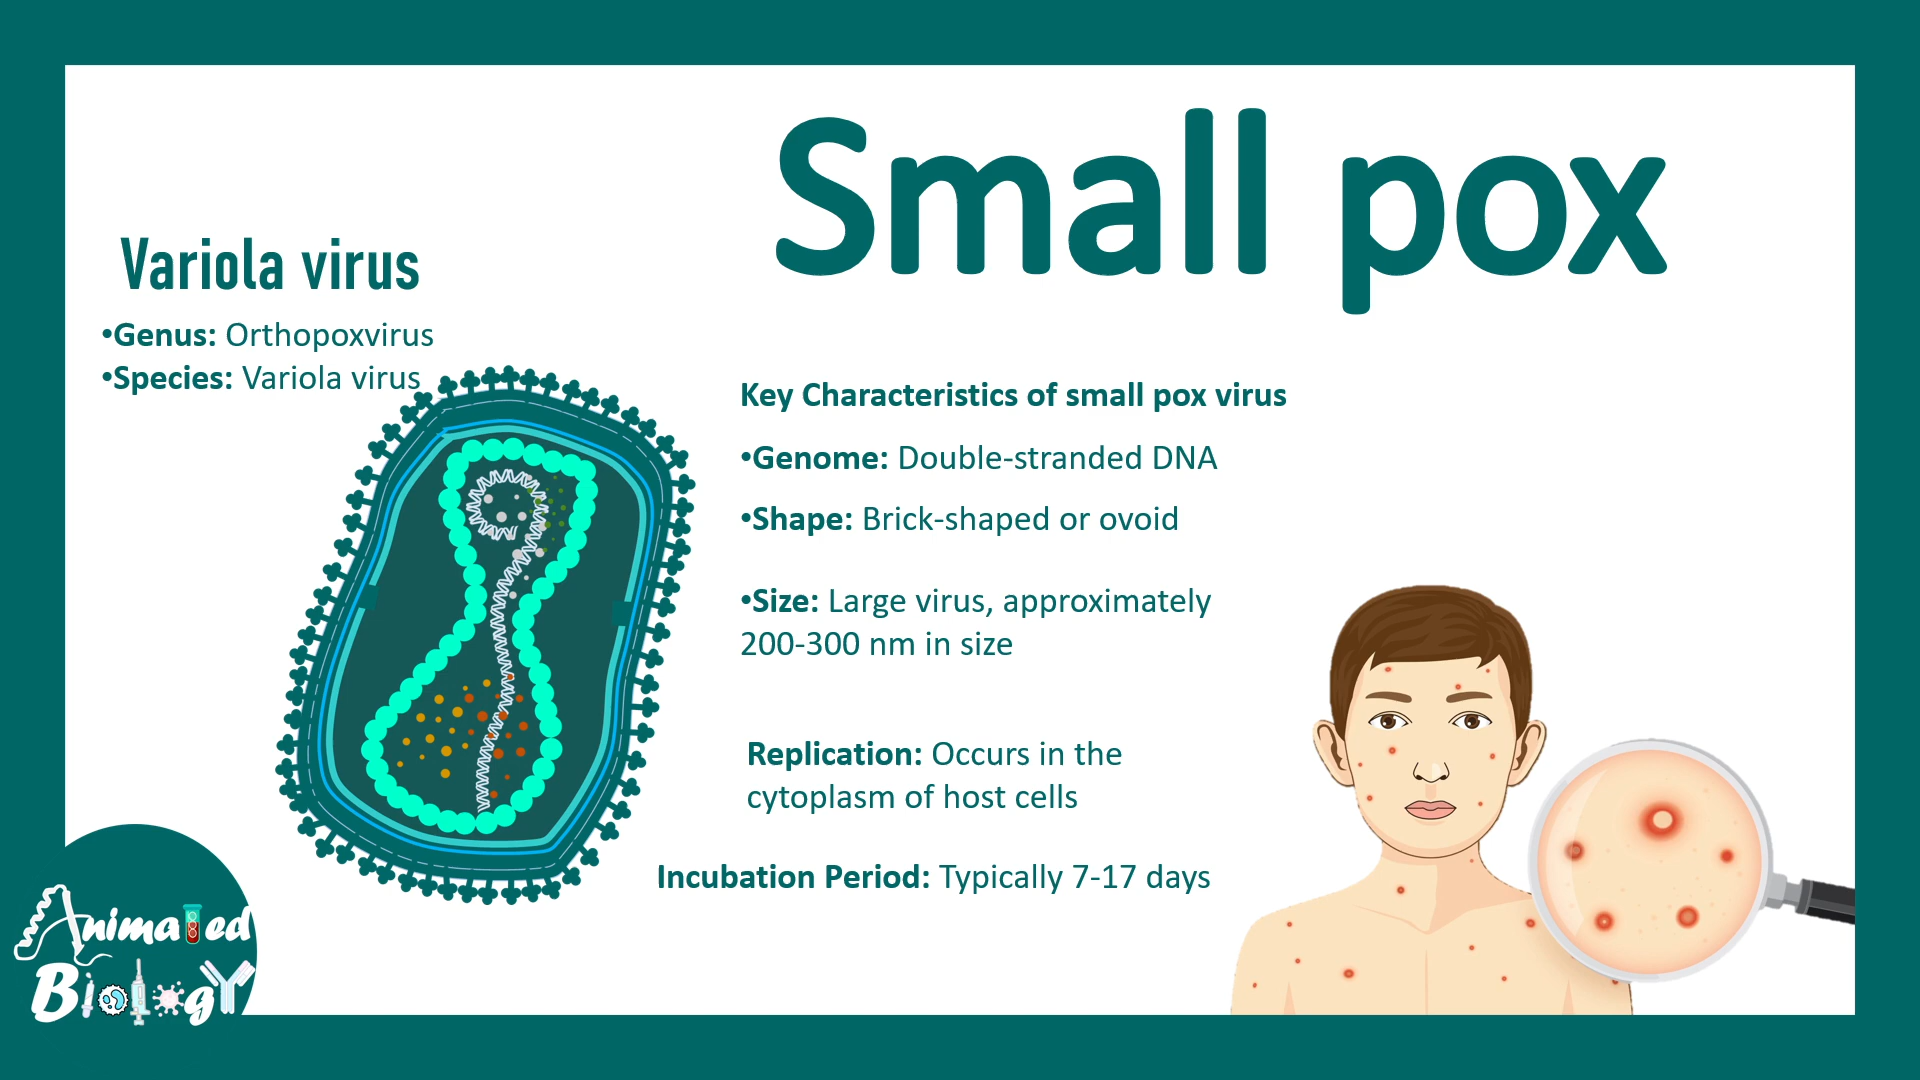 Small pox
Variola virus
•Genus: Orthopoxvirus
•Species: Variola virus
Key Characteristics of small pox virus
•Genome: Double-stranded DNA
•Shape: Brick-shaped or ovoid
•Size: Large virus, approximately
200-300 nm in size
Replication: Occurs in the
cytoplasm of host cells
Incubation Period: Typically 7-17 days
Animated
Biology